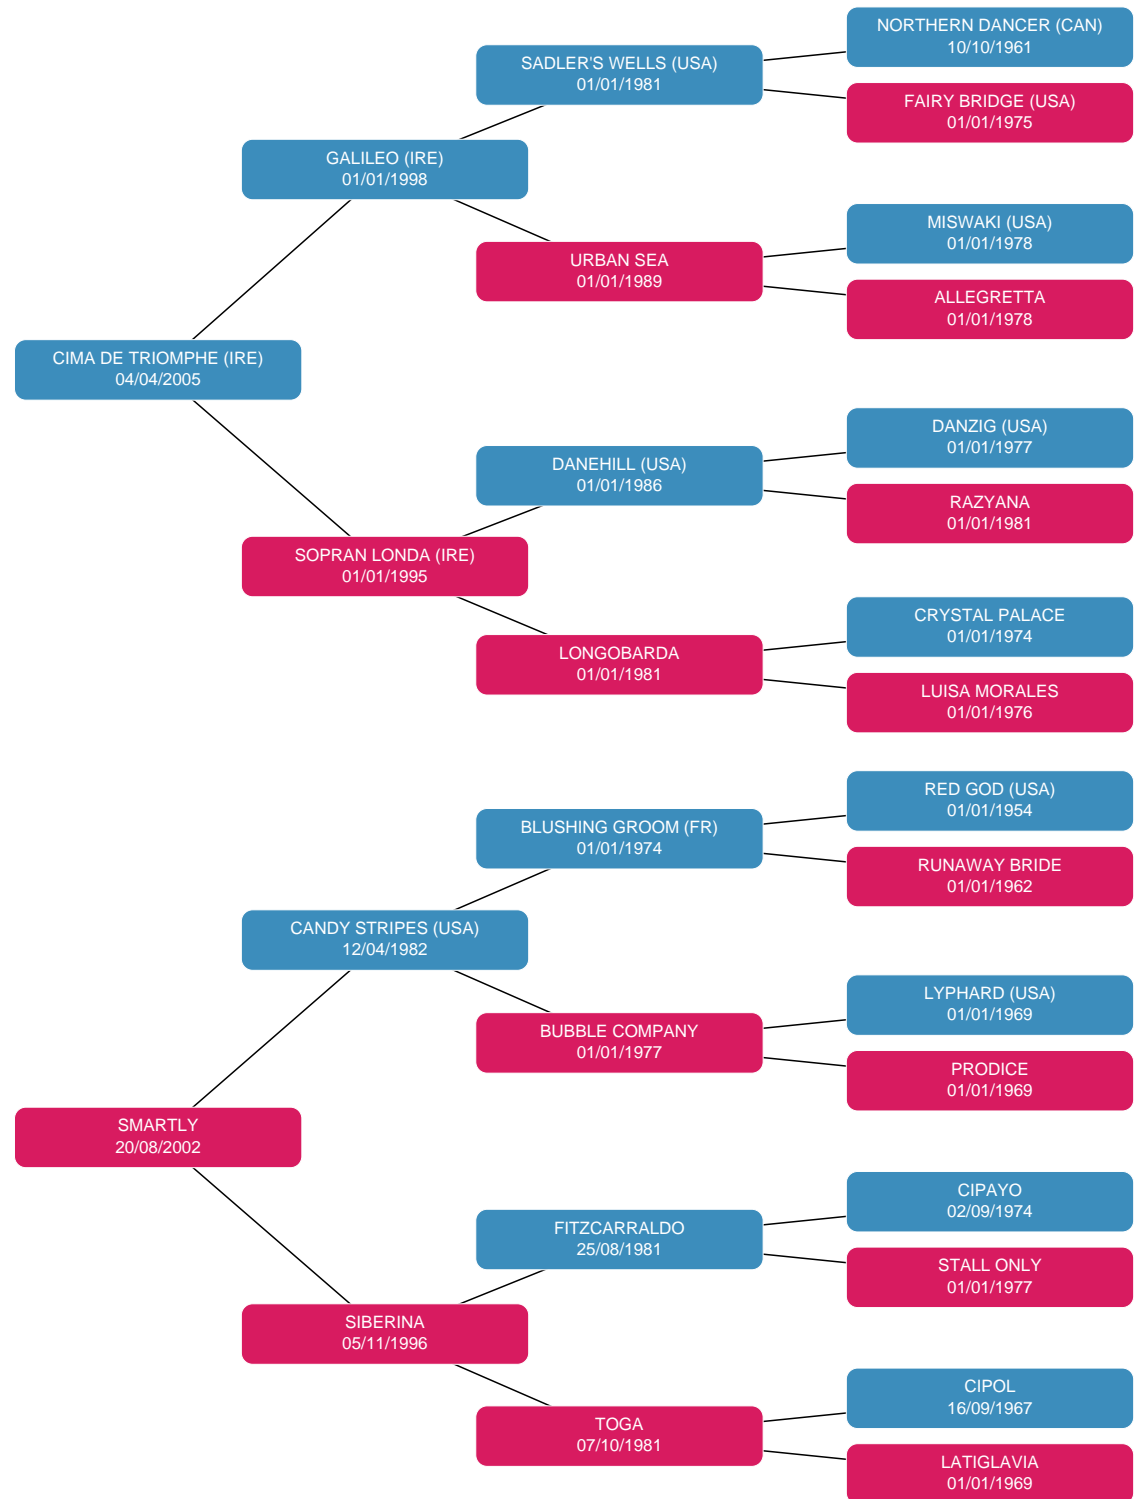 NORTHERN DANCER (CAN)
10/10/1961
SADLER'S WELLS (USA)
01/01/1981
FAIRY BRIDGE (USA)
01/01/1975
GALILEO (IRE)
01/01/1998
MISWAKI (USA)
01/01/1978
URBAN SEA
01/01/1989
ALLEGRETTA
01/01/1978
CIMA DE TRIOMPHE (IRE)
04/04/2005
DANZIG (USA)
01/01/1977
DANEHILL (USA)
01/01/1986
RAZYANA
01/01/1981
SOPRAN LONDA (IRE)
01/01/1995
CRYSTAL PALACE
01/01/1974
LONGOBARDA
01/01/1981
LUISA MORALES
01/01/1976
RED GOD (USA)
01/01/1954
BLUSHING GROOM (FR)
01/01/1974
RUNAWAY BRIDE
01/01/1962
CANDY STRIPES (USA)
12/04/1982
LYPHARD (USA)
01/01/1969
BUBBLE COMPANY
01/01/1977
PRODICE
01/01/1969
SMARTLY
20/08/2002
CIPAYO
02/09/1974
FITZCARRALDO
25/08/1981
STALL ONLY
01/01/1977
SIBERINA
05/11/1996
CIPOL
16/09/1967
TOGA
07/10/1981
LATIGLAVIA
01/01/1969